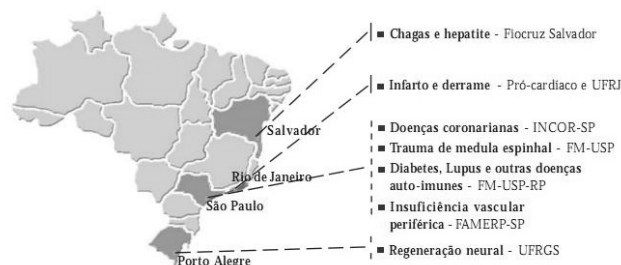 Chagas e hepatite - Fiocruz Salvador
Infarto e derrame - Pró-cardíaco e UFRJ
Salvador
Doenças coronarianas - INCOR-SP
Trauma de medula espinhal - FM-USP
Diabetes, Lupus e outras doenças
auto-imunes - FM-USP-RP
Rio de Janeiro
São Paulo
Insuficiência vascular
periférica - FAMERP-SP
Regeneração neural - UFRGS
Porto Alegre